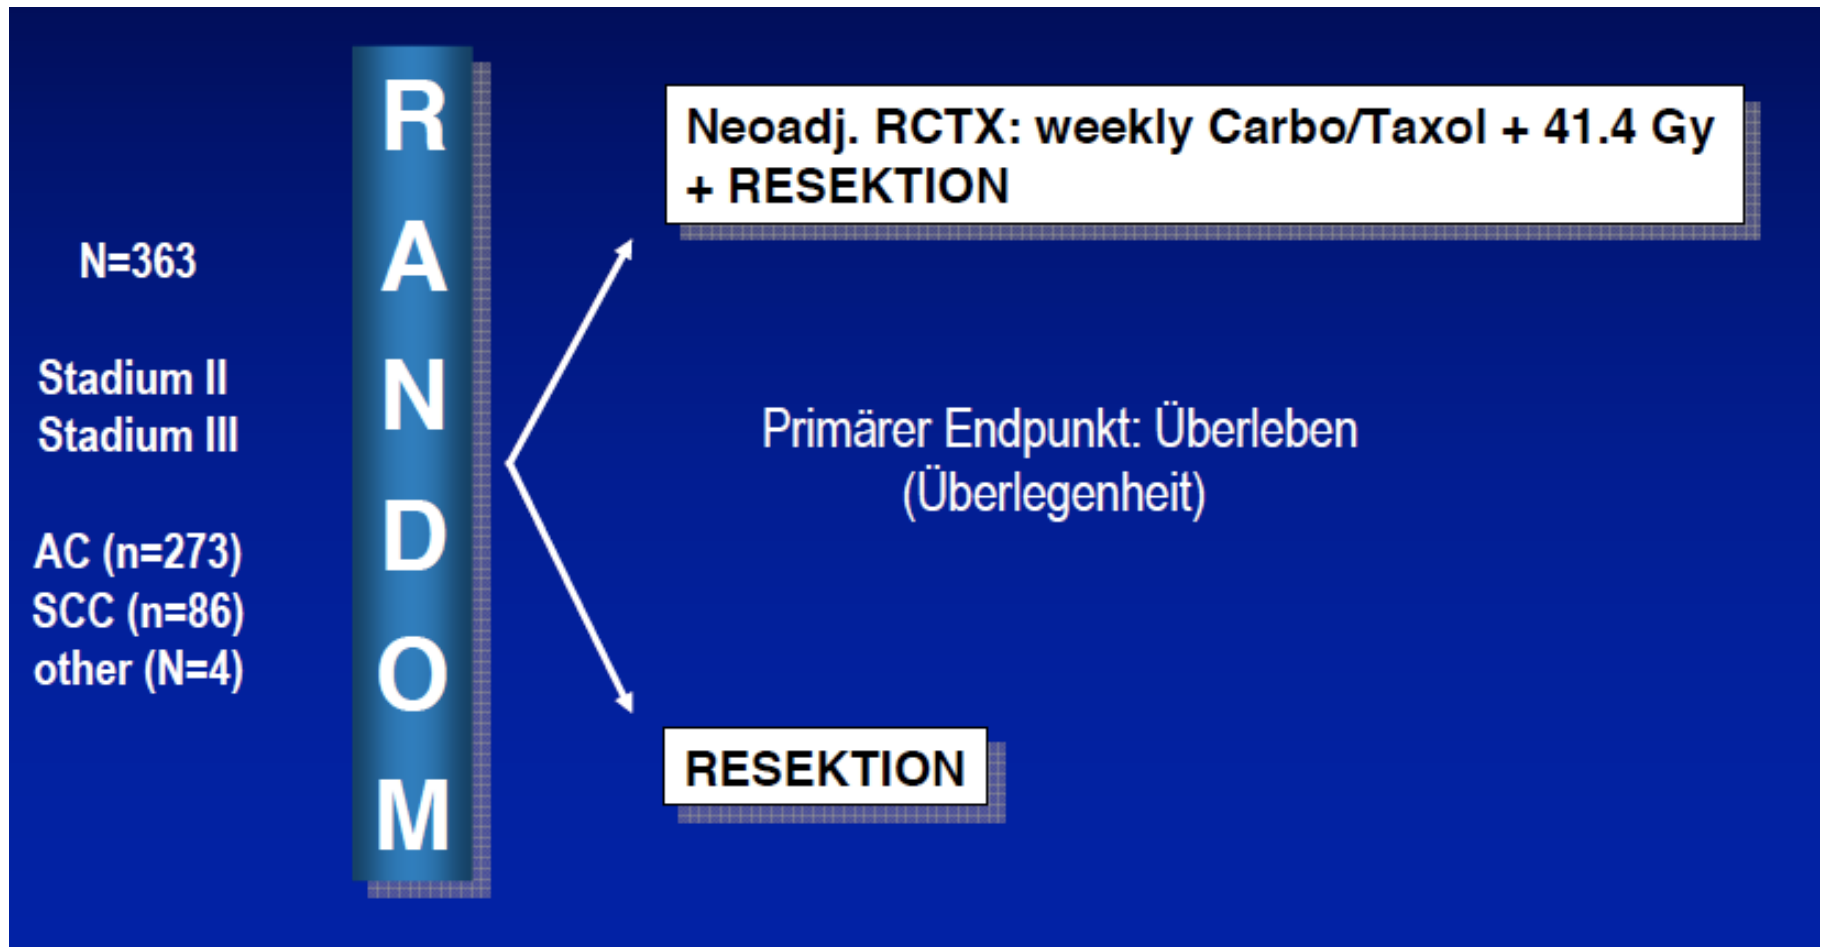 N=363
Stadium II
Stadium III
AC (n=273)
SCC (n=86)
other (N=4)
R
A
N
D
O
M
Neoadj. RCTX: weekly Carbo/Taxol + 41.4 Gy
+ RESEKTION
Primärer Endpunkt: Überleben
(Überlegenheit)
RESEKTION